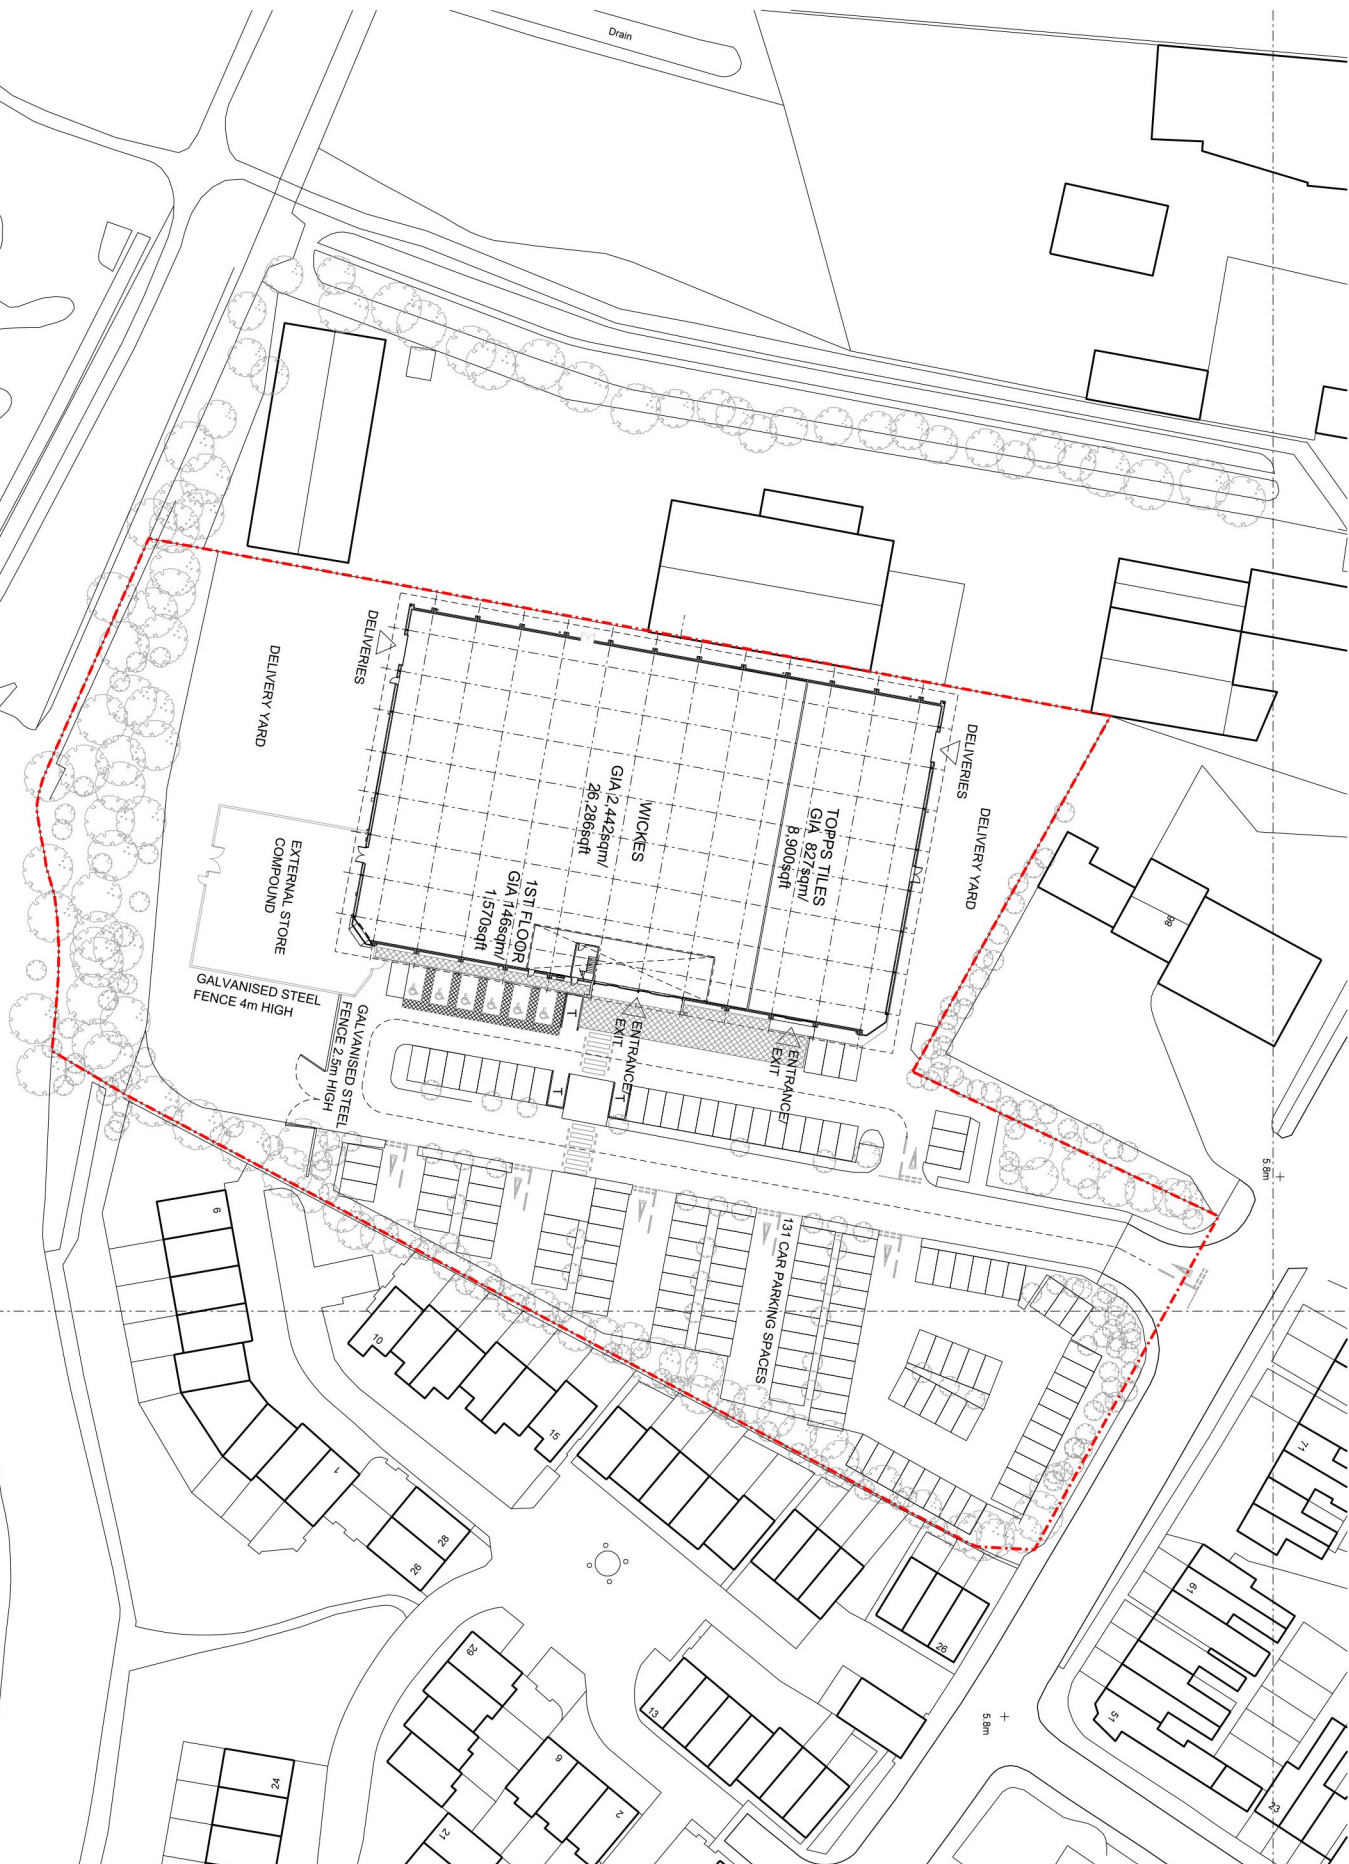 Drain
DELIVERIES
DELIVERY YARD
WICKES
GIA 2,442sqm/
26,286sqft
TOPPS TILES
GIA 827sqm/
8,900sqft
DELIVERIES
DELIVERY YARD
1ST FLOOR
GIA 146sqm/
1,570sqft
EXTERNAL STORE
COMPOUND
GALVANISED STEEL
FENCE 4m HIGH
GALVANISED STEEL
FENCE 2.5m HIGH
ENTRANCE/
EXIT
ENTRANCE/
EXIT
T
T
T
131 CAR PARKING SPACES
5.8m
5.8m
10
15
1
28
26
26
29
13
2
24
21
71
61
51
23